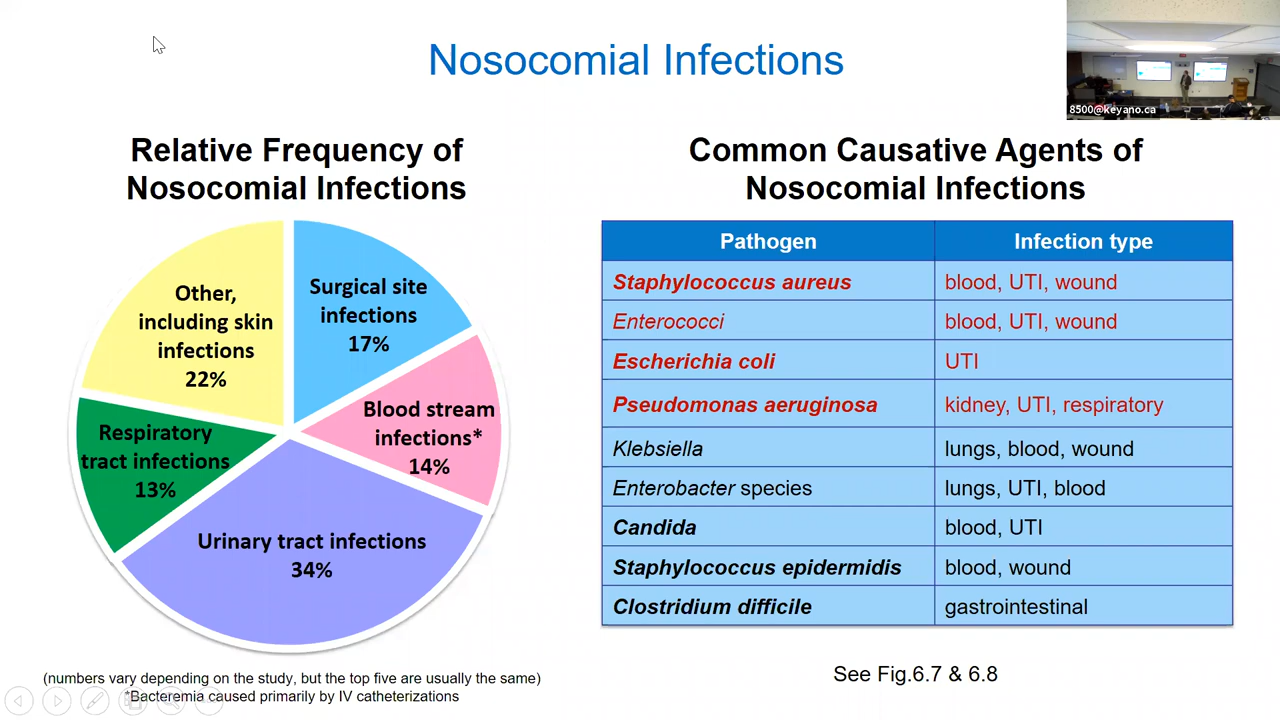 Nosocomial Infections
8500@keyano.ca
Relative Frequency of
Nosocomial Infections
Other,
including skin
infections
22%
Surgical site
infections
17%
Blood stream
infections*
14%
Respiratory
tract infections
13%
Urinary tract infections
34%
(numbers vary depending on the study, but the top five are usually the same)
*Bacteremia caused primarily by IV catheterizations
Common Causative Agents of
Nosocomial Infections
Pathogen Infection type
Staphylococcus aureus blood, UTI, wound
Enterococci blood, UTI, wound
Escherichia coli UTI
Pseudomonas aeruginosa kidney, UTI, respiratory
Klebsiella lungs, blood, wound
Enterobacter species lungs, UTI, blood
Candida blood, UTI
Staphylococcus epidermidis blood, wound
Clostridium difficile gastrointestinal
See Fig.6.7 & 6.8